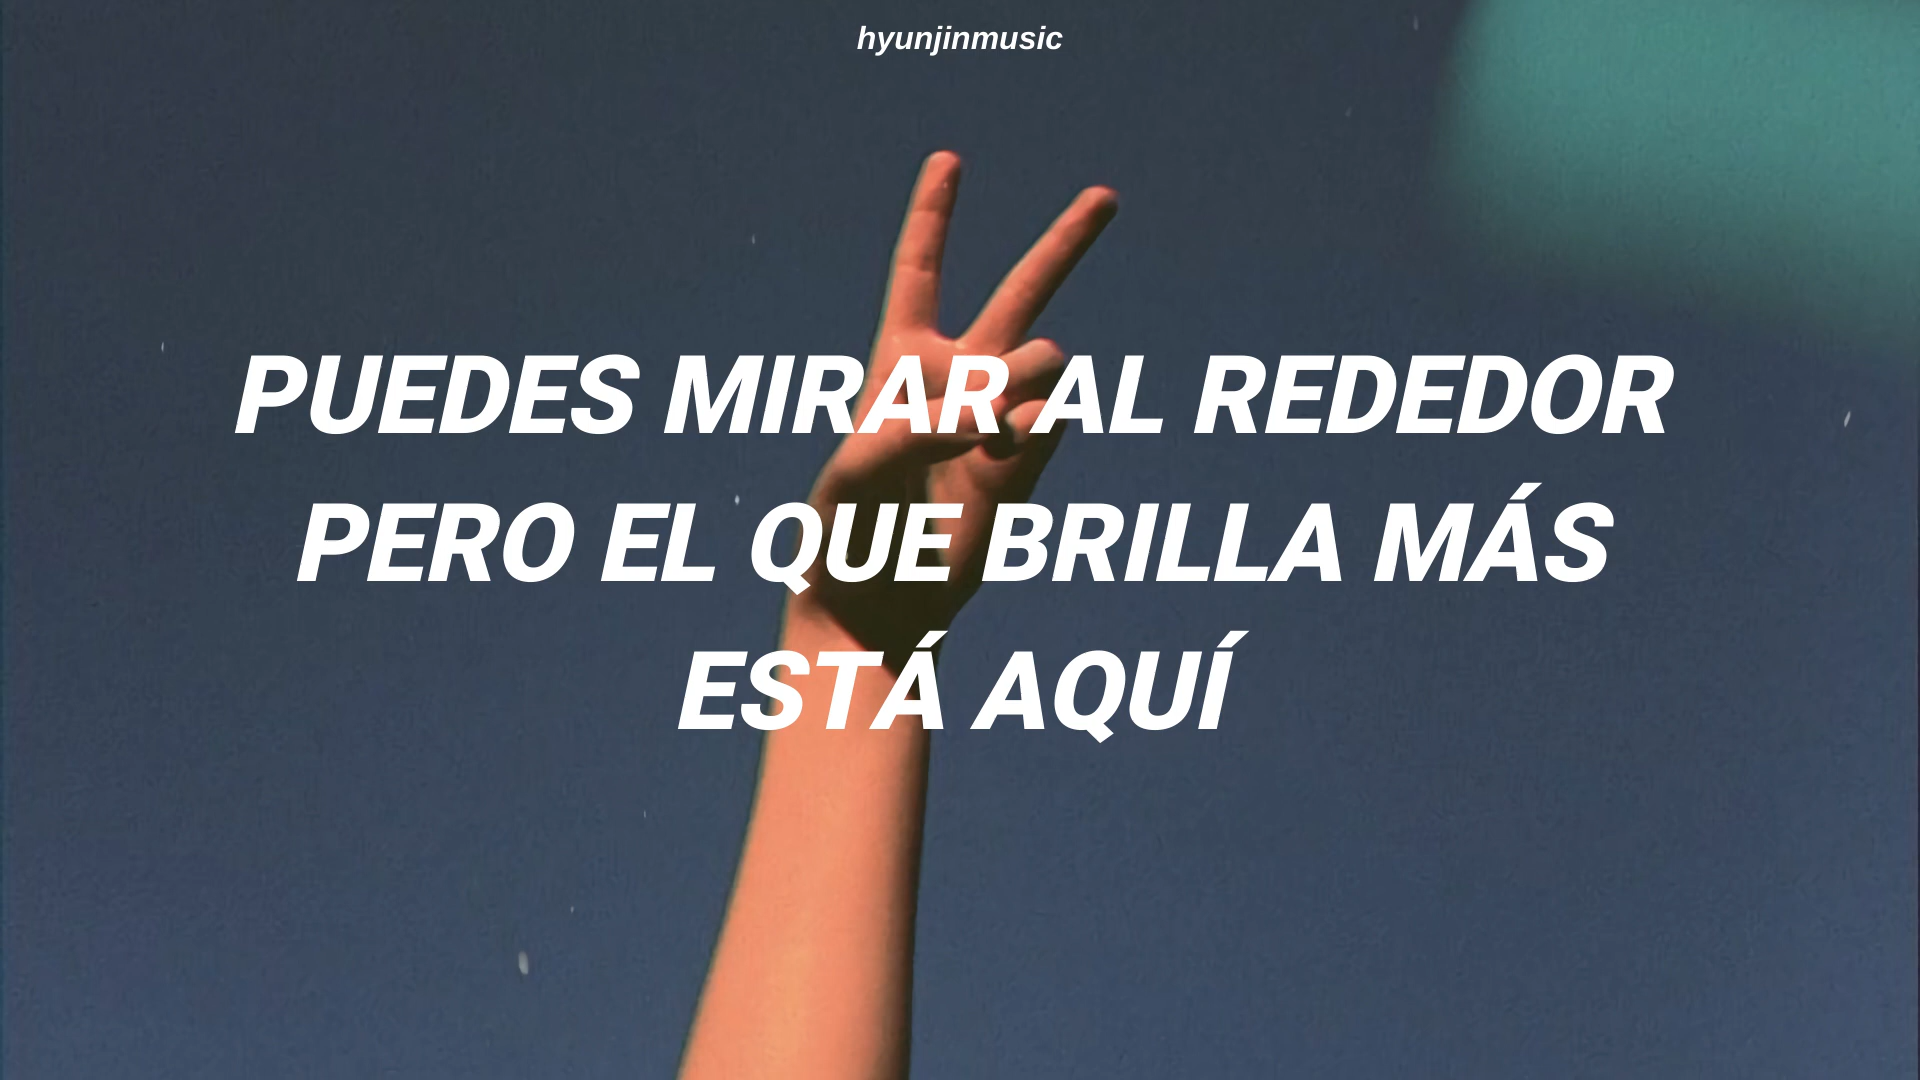 hyunjinmusic
PUEDES MIRAR AL REDEDOR
PERO EL QUE BRILLA MÁS
ESTÁ AQUÍ